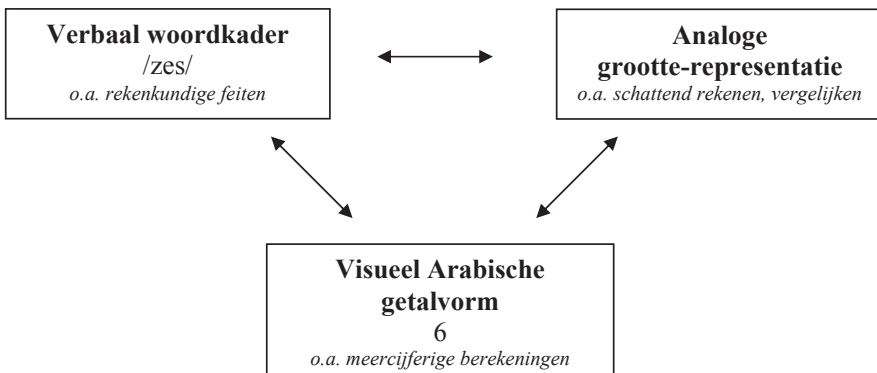 Verbaal woordkader
/zes/
o.a. rekenkundige feiten
Analoge
grootte-representatie
o.a. schattend rekenen, vergelijken
Visueel Arabische
getalvorm
6
o.a. meercijferige berekeningen